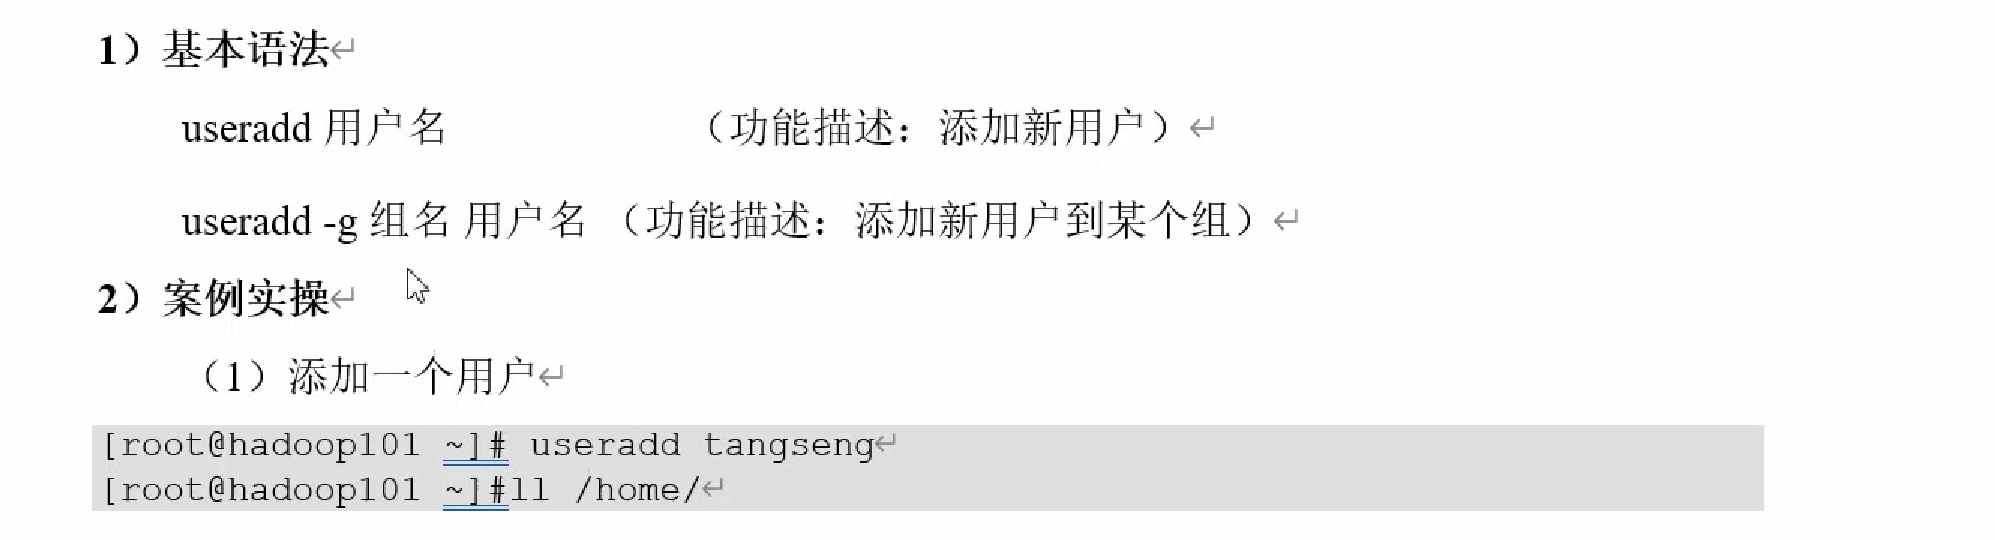 1）基本语法↵
useradd 用户名 （功能描述：添加新用户）↵
useradd -g 组名 用户名 （功能描述：添加新用户到某个组）↵
2）案例实操↵
（1）添加一个用户↵
[root@hadoop101 ~]# useradd tangseng↵
[root@hadoop101 ~]#ll /home/↵